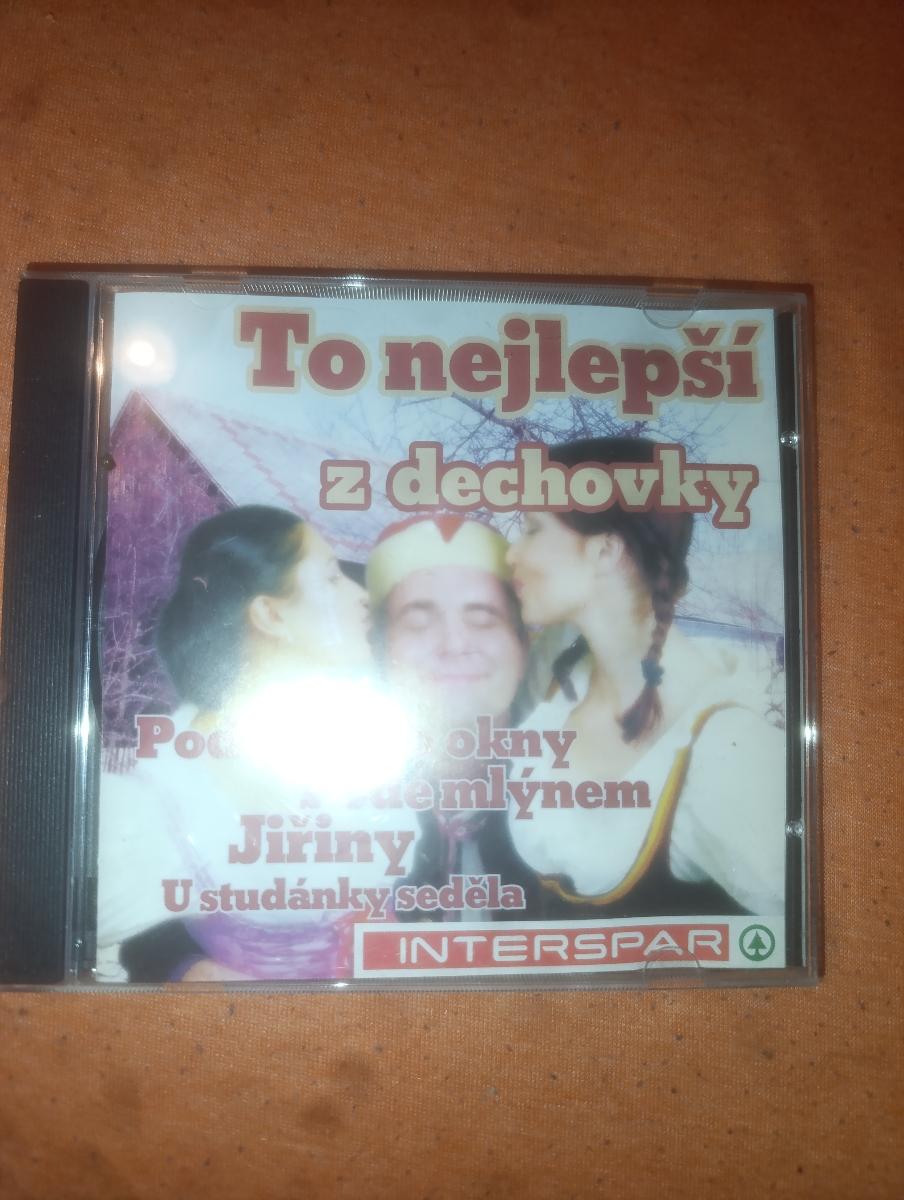 To nejlepší
z dechovky
okny
mlýnem
Jiřiny
U studánky seděla
INTERSPAR